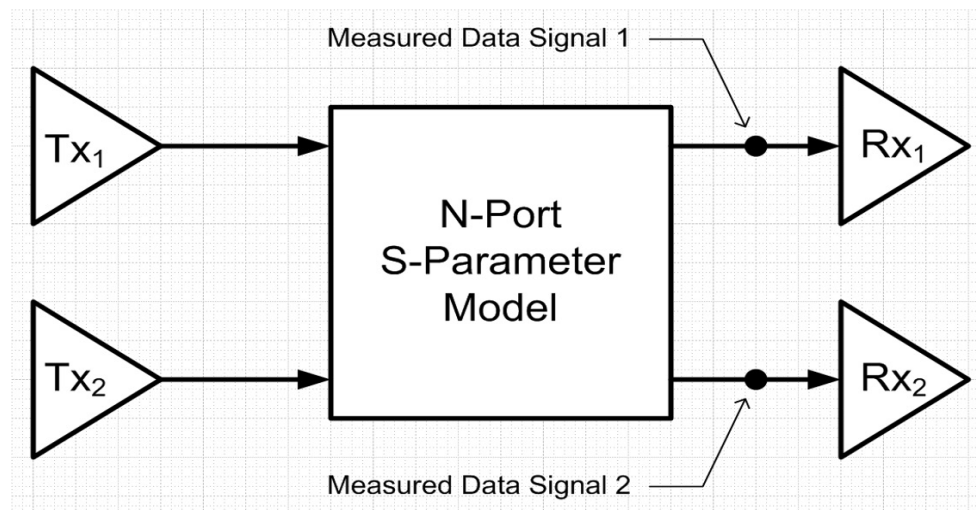 Measured Data Signal 1
Tx₁
Rx₁
N-Port
S-Parameter
Model
Tx₂
Rx₂
Measured Data Signal 2